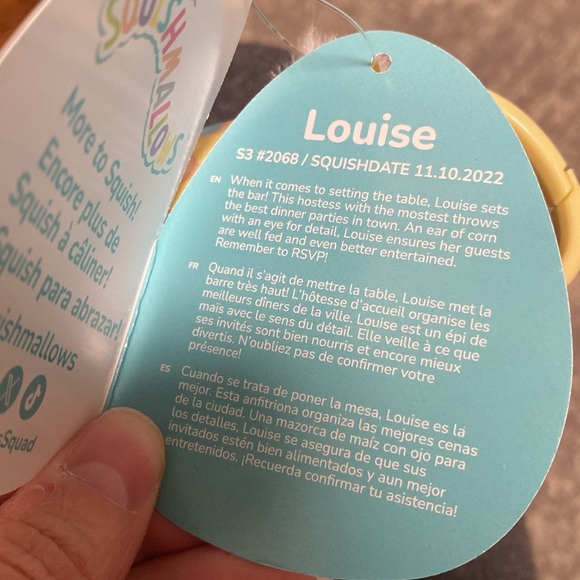 SQUISHMALLOWS
More to Squish!
Encore plus de
Squish à câliner!
Squish para abrazar!
ishmallows
Squad
Louise
S3 #2068 / SQUISHDATE 11.10.2022
EN When it comes to setting the table, Louise sets
the bar! This hostess with the mostest throws
the best dinner parties in town. An ear of corn
with an eye for detail, Louise ensures her guests
are well fed and even better entertained.
Remember to RSVP!
FR Quand il s'agit de mettre la table, Louise met la
barre très haut! L'hôtesse d'accueil organise les
meilleurs dîners de la ville. Louise est un épi de
maïs avec le sens du détail. Elle veille à ce que
ses invités sont bien nourris et encore mieux
divertis. N'oubliez pas de confirmer votre
présence!
ES Cuando se trata de poner la mesa, Louise es la
mejor. Esta anfitriona organiza las mejores cenas
de la ciudad. Una mazorca de maíz con ojo para
los detalles, Louise se asegura de que sus
invitados estén bien alimentados y aun mejor
entretenidos. ¡Recuerda confirmar tu asistencia!